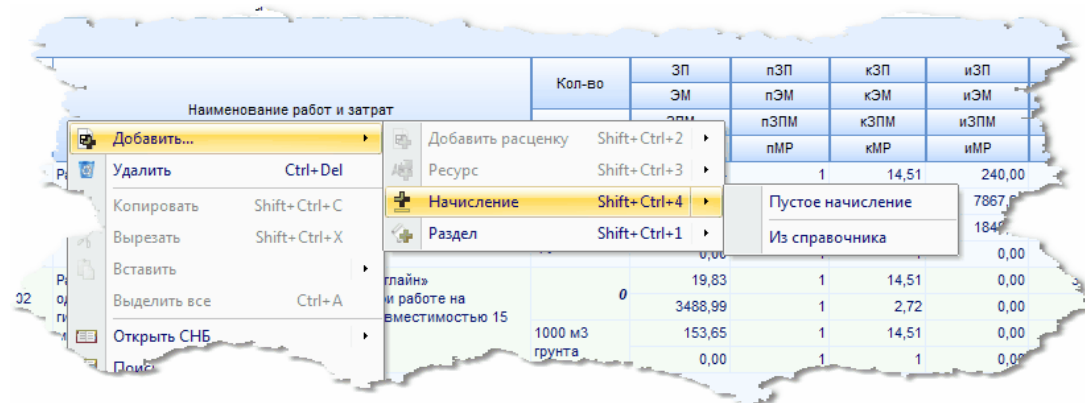 ЗП пЗП кЗП иЗП
Кол-во
ЭМ пЭМ кЭМ иЭМ
Наименование работ и затрат
пЗПМ кЗПМ иЗПМ
Добавить... Добавить расценку Shift+Ctrl+2
пМР кМР иМР
Удалить Ctrl+Del Ресурс Shift+Ctrl+3 1 14,51 240,00
Копировать Shift+Ctrl+C Начисление Shift+Ctrl+4 Пустое начисление
Вырезать Shift+Ctrl+X Раздел Shift+Ctrl+1 Из справочника
0,00 0,00
Вставить 19,83 1 14,51 0,00
02 Выделить все Ctrl+A и работе на 0 3488,99 1 2,72 0,00
вместимостью 15
Открыть СНБ 1000 м3 153,65 1 14,51 0,00
грунта 0,00 1 1